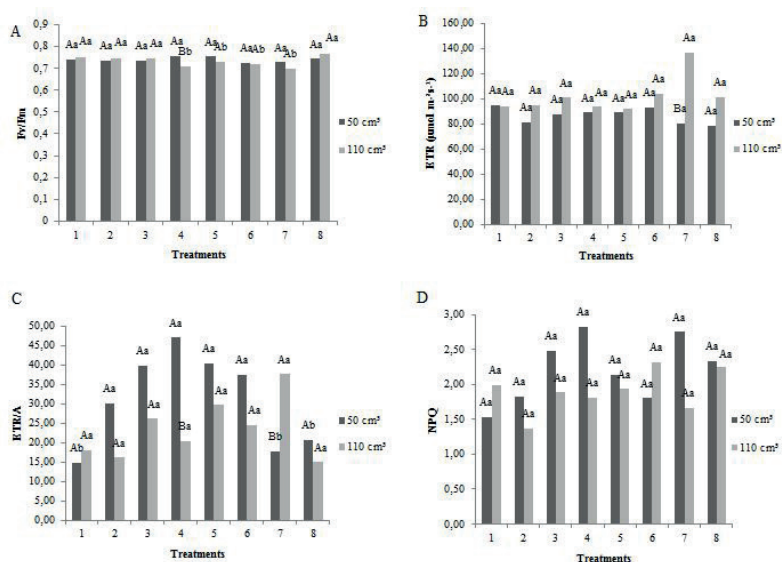 A
Fv/Fm
0,9
0,8
0,7
0,6
0,5
0,4
0,3
0,2
0,1
0
Aa Aa Aa Aa Aa Aa Aa Bb Aa Ab Aa Ab Aa Ab Aa Aa
1 2 3 4 5 6 7 8
Treatments
50 cm³
110 cm³
B
ETR (µmol m⁻²s⁻¹)
160,00
140,00
120,00
100,00
80,00
60,00
40,00
20,00
0,00
Aa Aa Aa Aa Aa Aa Aa Aa Aa Aa Aa Aa Ba Aa Aa Aa
1 2 3 4 5 6 7 8
Treatments
50 cm³
110 cm³
C
ETR/A
50,00
45,00
40,00
35,00
30,00
25,00
20,00
15,00
10,00
5,00
0,00
Ab Aa Aa Aa Aa Aa Aa Ba Aa Aa Aa Aa Bb Aa Ab Aa
1 2 3 4 5 6 7 8
Treatments
50 cm³
110 cm³
D
NPQ
3,00
2,50
2,00
1,50
1,00
0,50
0,00
Aa Aa Aa Aa Aa Aa Aa Aa Aa Aa Aa Aa Aa Aa Aa Aa
1 2 3 4 5 6 7 8
Treatments
50 cm³
110 cm³